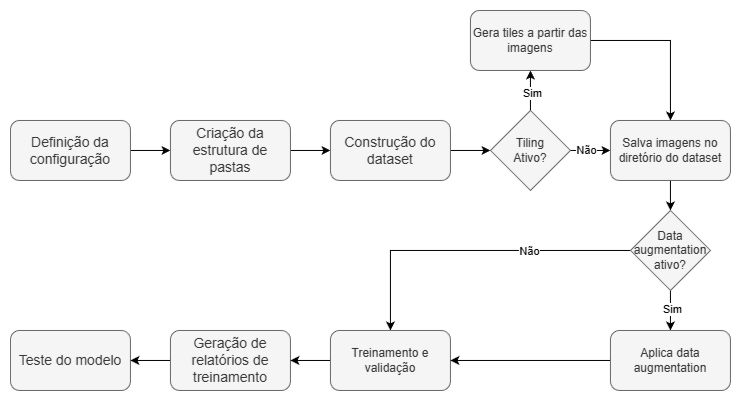 Gera tiles a partir das
imagens
Sim
Definição da
configuração
Criação da
estrutura de
pastas
Construção do
dataset
Tiling
Ativo?
Não
Salva imagens no
diretório do dataset
Data
augmentation
ativo?
Não
Sim
Teste do modelo
Geração de
relatórios de
treinamento
Treinamento e
validação
Aplica data
augmentation